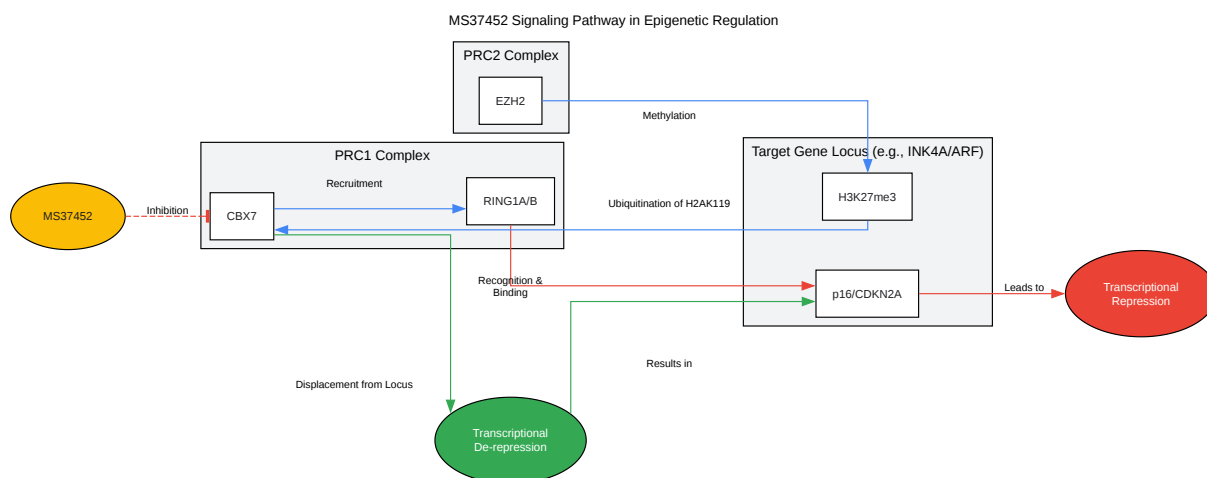 MS37452 Signaling Pathway in Epigenetic Regulation
PRC2 Complex
EZH2
Methylation
PRC1 Complex
Target Gene Locus (e.g., INK4A/ARF)
Recruitment
RING1A/B
H3K27me3
MS37452
Inhibition
CBX7
Ubiquitination of H2AK119
Recognition &
Binding
p16/CDKN2A
Leads to
Transcriptional
Repression
Results in
Displacement from Locus
Transcriptional
De-repression